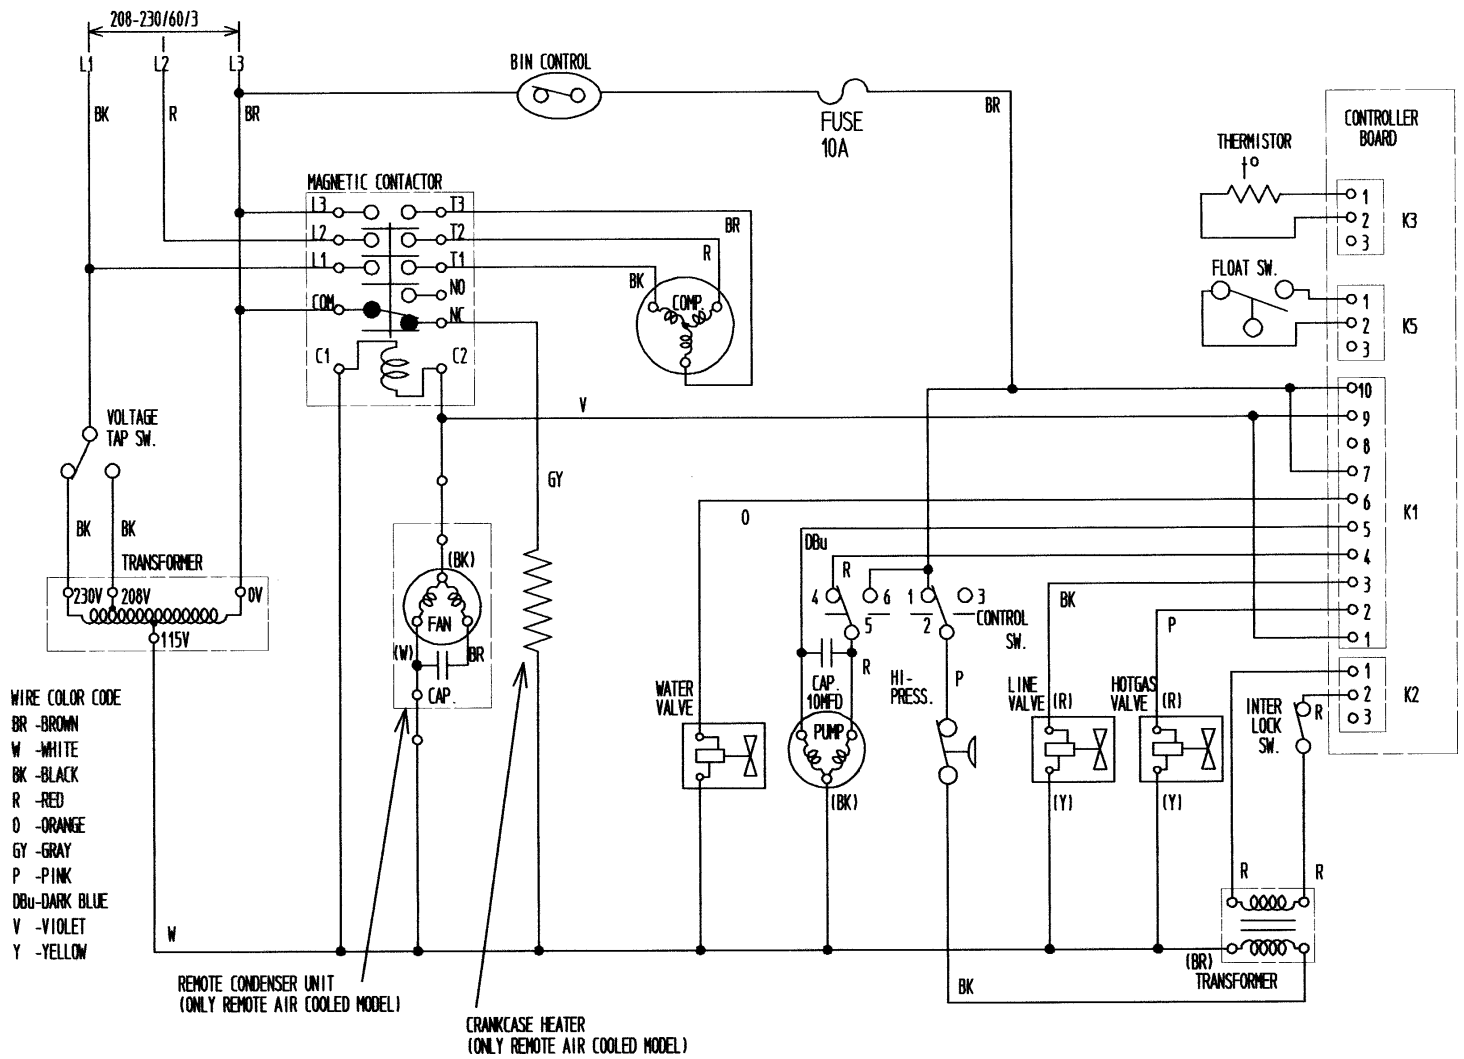 208-230/60/3
L1
L2
L3
BK
R
BR
BIN CONTROL
FUSE
10A
BR
CONTROLLER
BOARD
THERMISTOR
t°
1
2
3
K3
FLOAT SW.
1
2
3
K5
MAGNETIC CONTACTOR
L3
T3
L2
T2
L1
T1
NO
COM
NC
C1
C2
BR
R
BK
COMP.
VOLTAGE
TAP SW.
BK
BK
TRANSFORMER
230V
208V
0V
115V
V
GY
10
9
8
7
6
5
4
3
2
1
K1
O
DBu
R
4
6
5
1
3
2
CONTROL
SW.
BK
P
(BK)
FAN
(W)
BR
CAP.
WATER
VALVE
CAP.
10MFD
R
PUMP
(BK)
HI-
PRESS.
P
LINE
VALVE
(R)
(Y)
HOTGAS
VALVE
(R)
(Y)
INTER
LOCK
SW.
R
1
2
3
K2
R
R
(BR)
TRANSFORMER
BK
W
WIRE COLOR CODE
BR -BROWN
W -WHITE
BK -BLACK
R -RED
O -ORANGE
GY -GRAY
P -PINK
DBu-DARK BLUE
V -VIOLET
Y -YELLOW
REMOTE CONDENSER UNIT
(ONLY REMOTE AIR COOLED MODEL)
CRANKCASE HEATER
(ONLY REMOTE AIR COOLED MODEL)